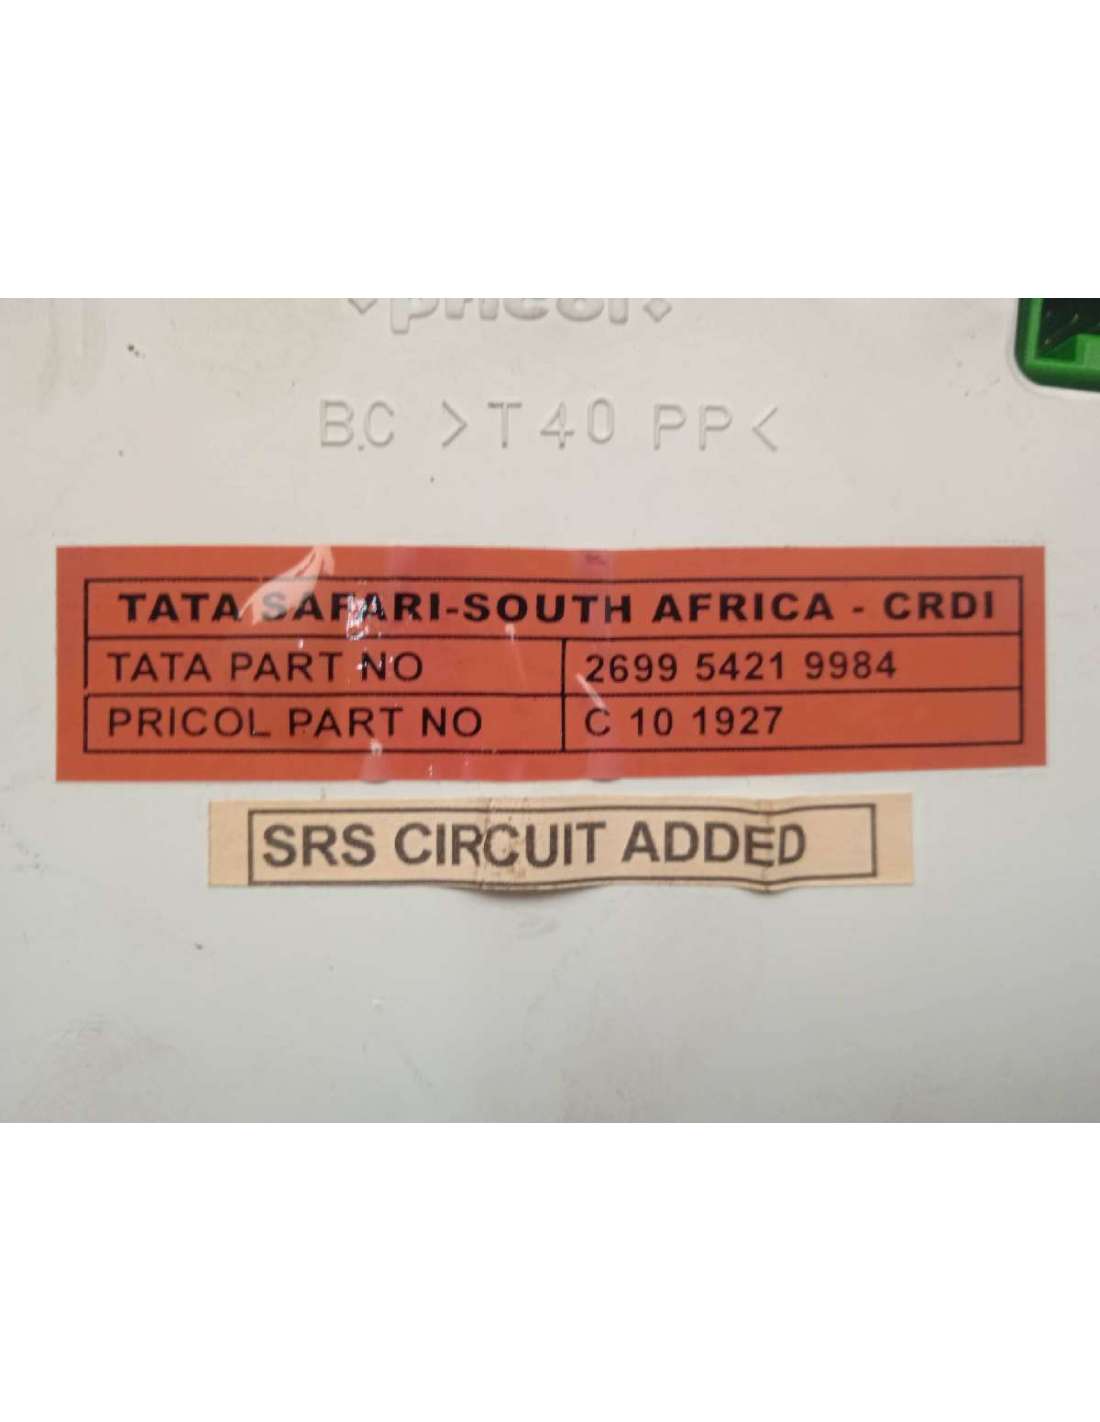 pricol
B.C >T40 PP<
TATA SAFARI-SOUTH AFRICA - CRDI
TATA PART NO 2699 5421 9984
PRICOL PART NO C 10 1927
SRS CIRCUIT ADDED